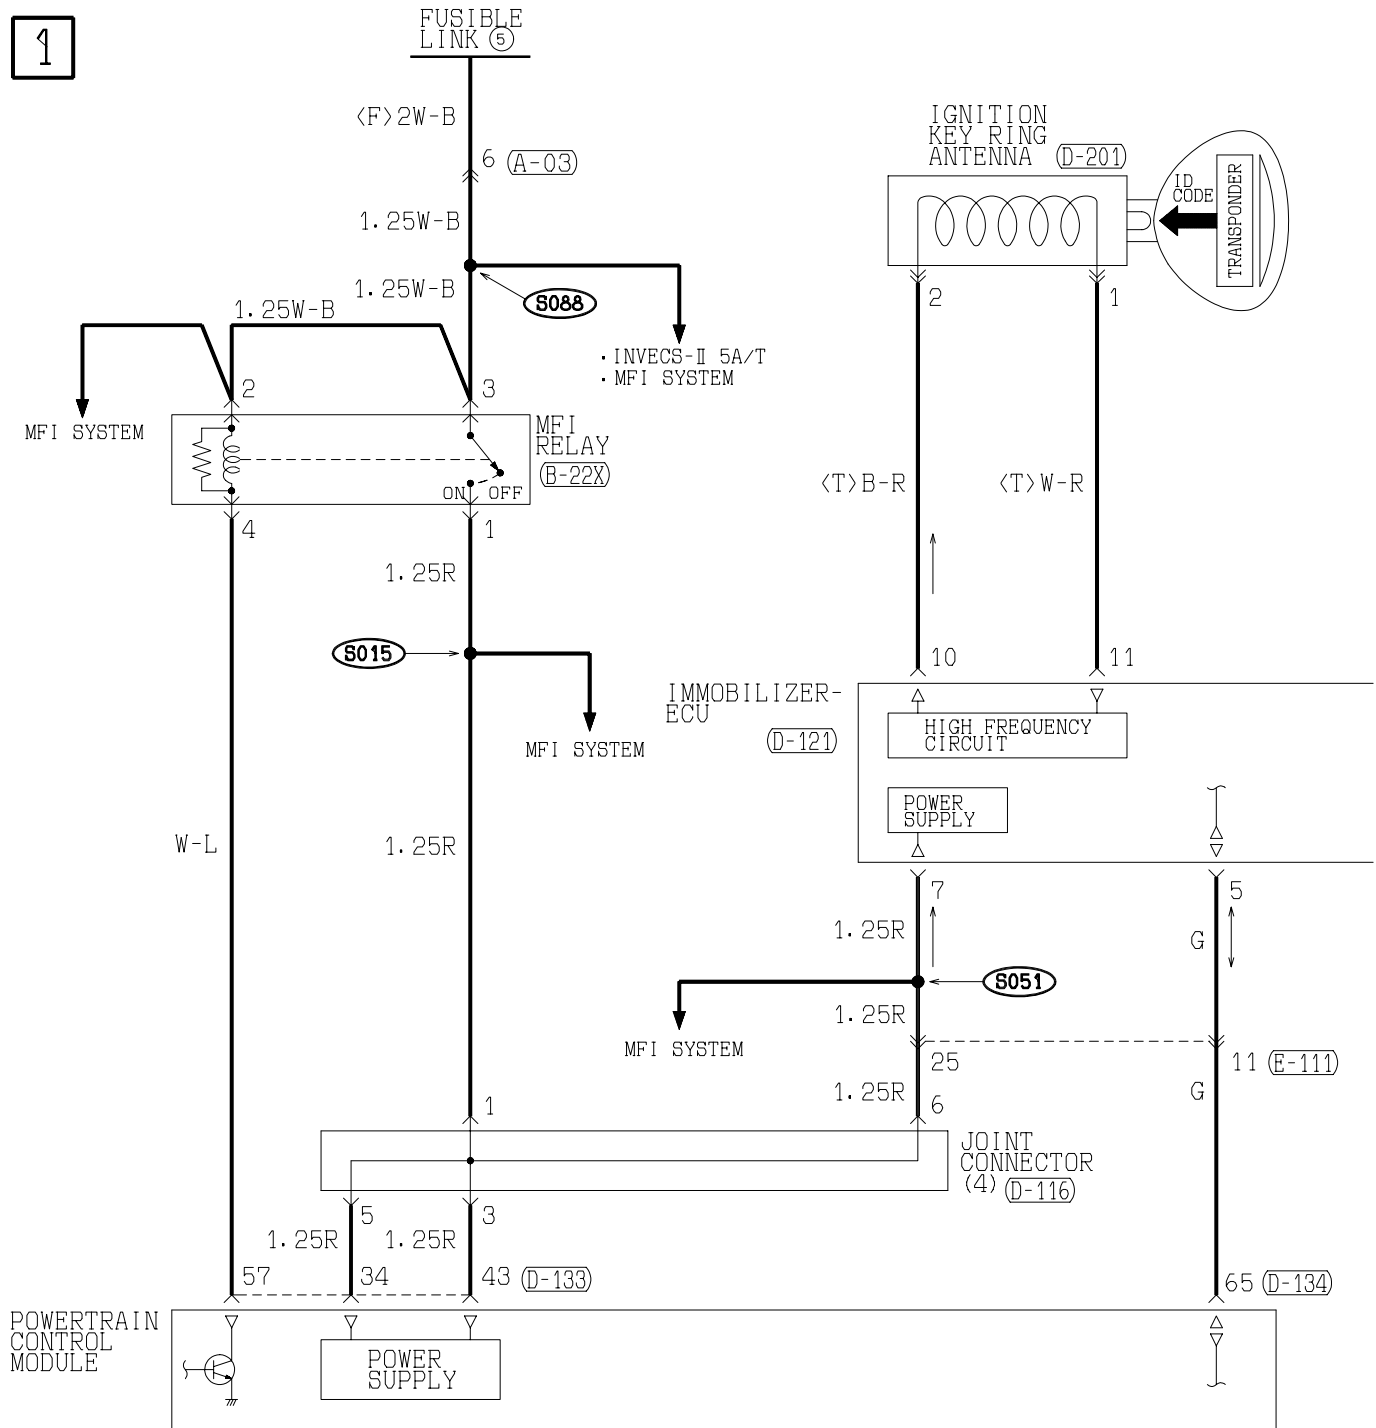 1
FUSIBLE
LINK ⑤
<F>2W-B
6 (A-03)
1.25W-B
1.25W-B
S088
1.25W-B
· INVECS-Ⅱ 5A/T
· MFI SYSTEM
2
3
MFI SYSTEM
MFI
RELAY
(B-22X)
ON OFF
4
1
1.25R
S015
MFI SYSTEM
W-L
1.25R
IGNITION
KEY RING
ANTENNA (D-201)
ID
CODE
TRANSPONDER
2
1
<T>B-R
<T>W-R
10
11
IMMOBILIZER-
ECU
(D-121)
HIGH FREQUENCY
CIRCUIT
POWER
SUPPLY
7
5
1.25R
G
S051
1.25R
MFI SYSTEM
25
11 (E-111)
1.25R
G
1
6
JOINT
CONNECTOR
(4) (D-116)
5
3
1.25R
1.25R
57
34
43 (D-133)
65 (D-134)
POWERTRAIN
CONTROL
MODULE
POWER
SUPPLY